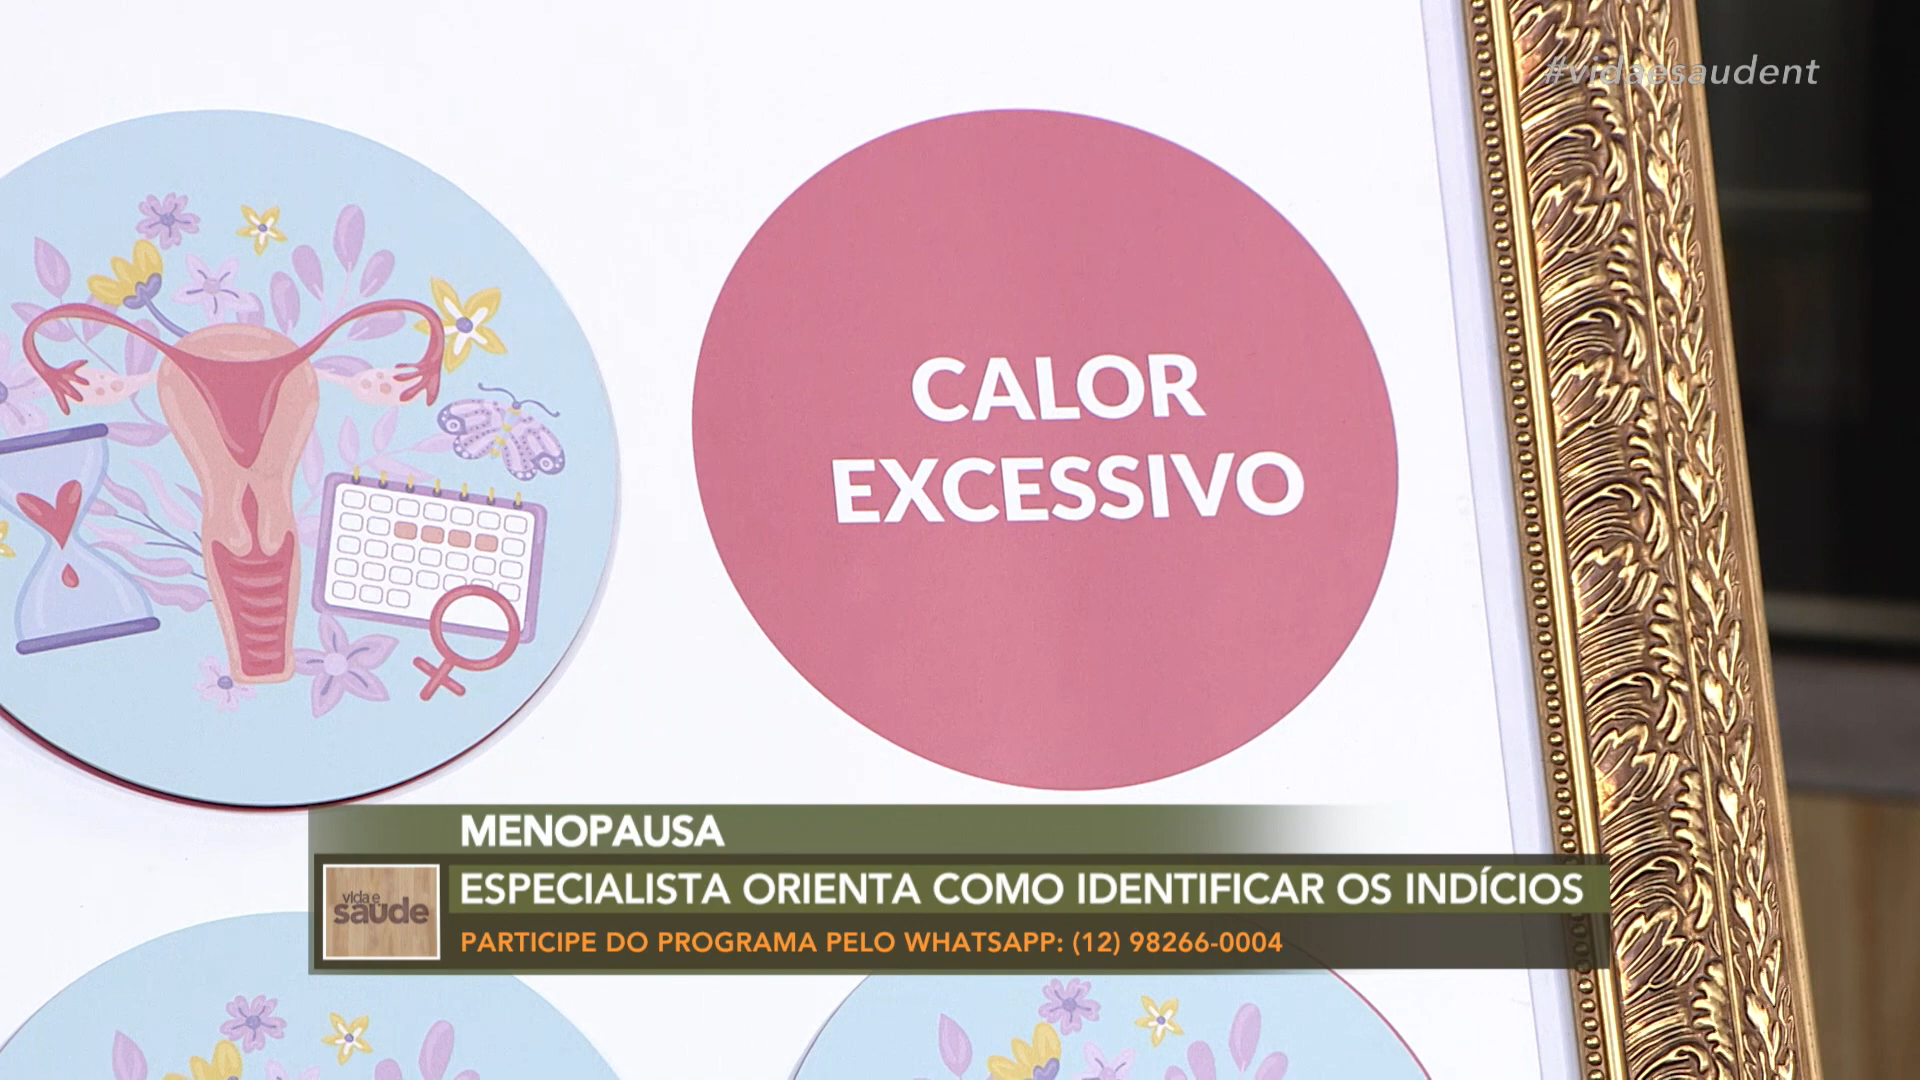 #vidaesaudent
CALOR
EXCESSIVO
MENOPAUSA
ESPECIALISTA ORIENTA COMO IDENTIFICAR OS INDÍCIOS
vida e
saúde
PARTICIPE DO PROGRAMA PELO WHATSAPP: (12) 98266-0004